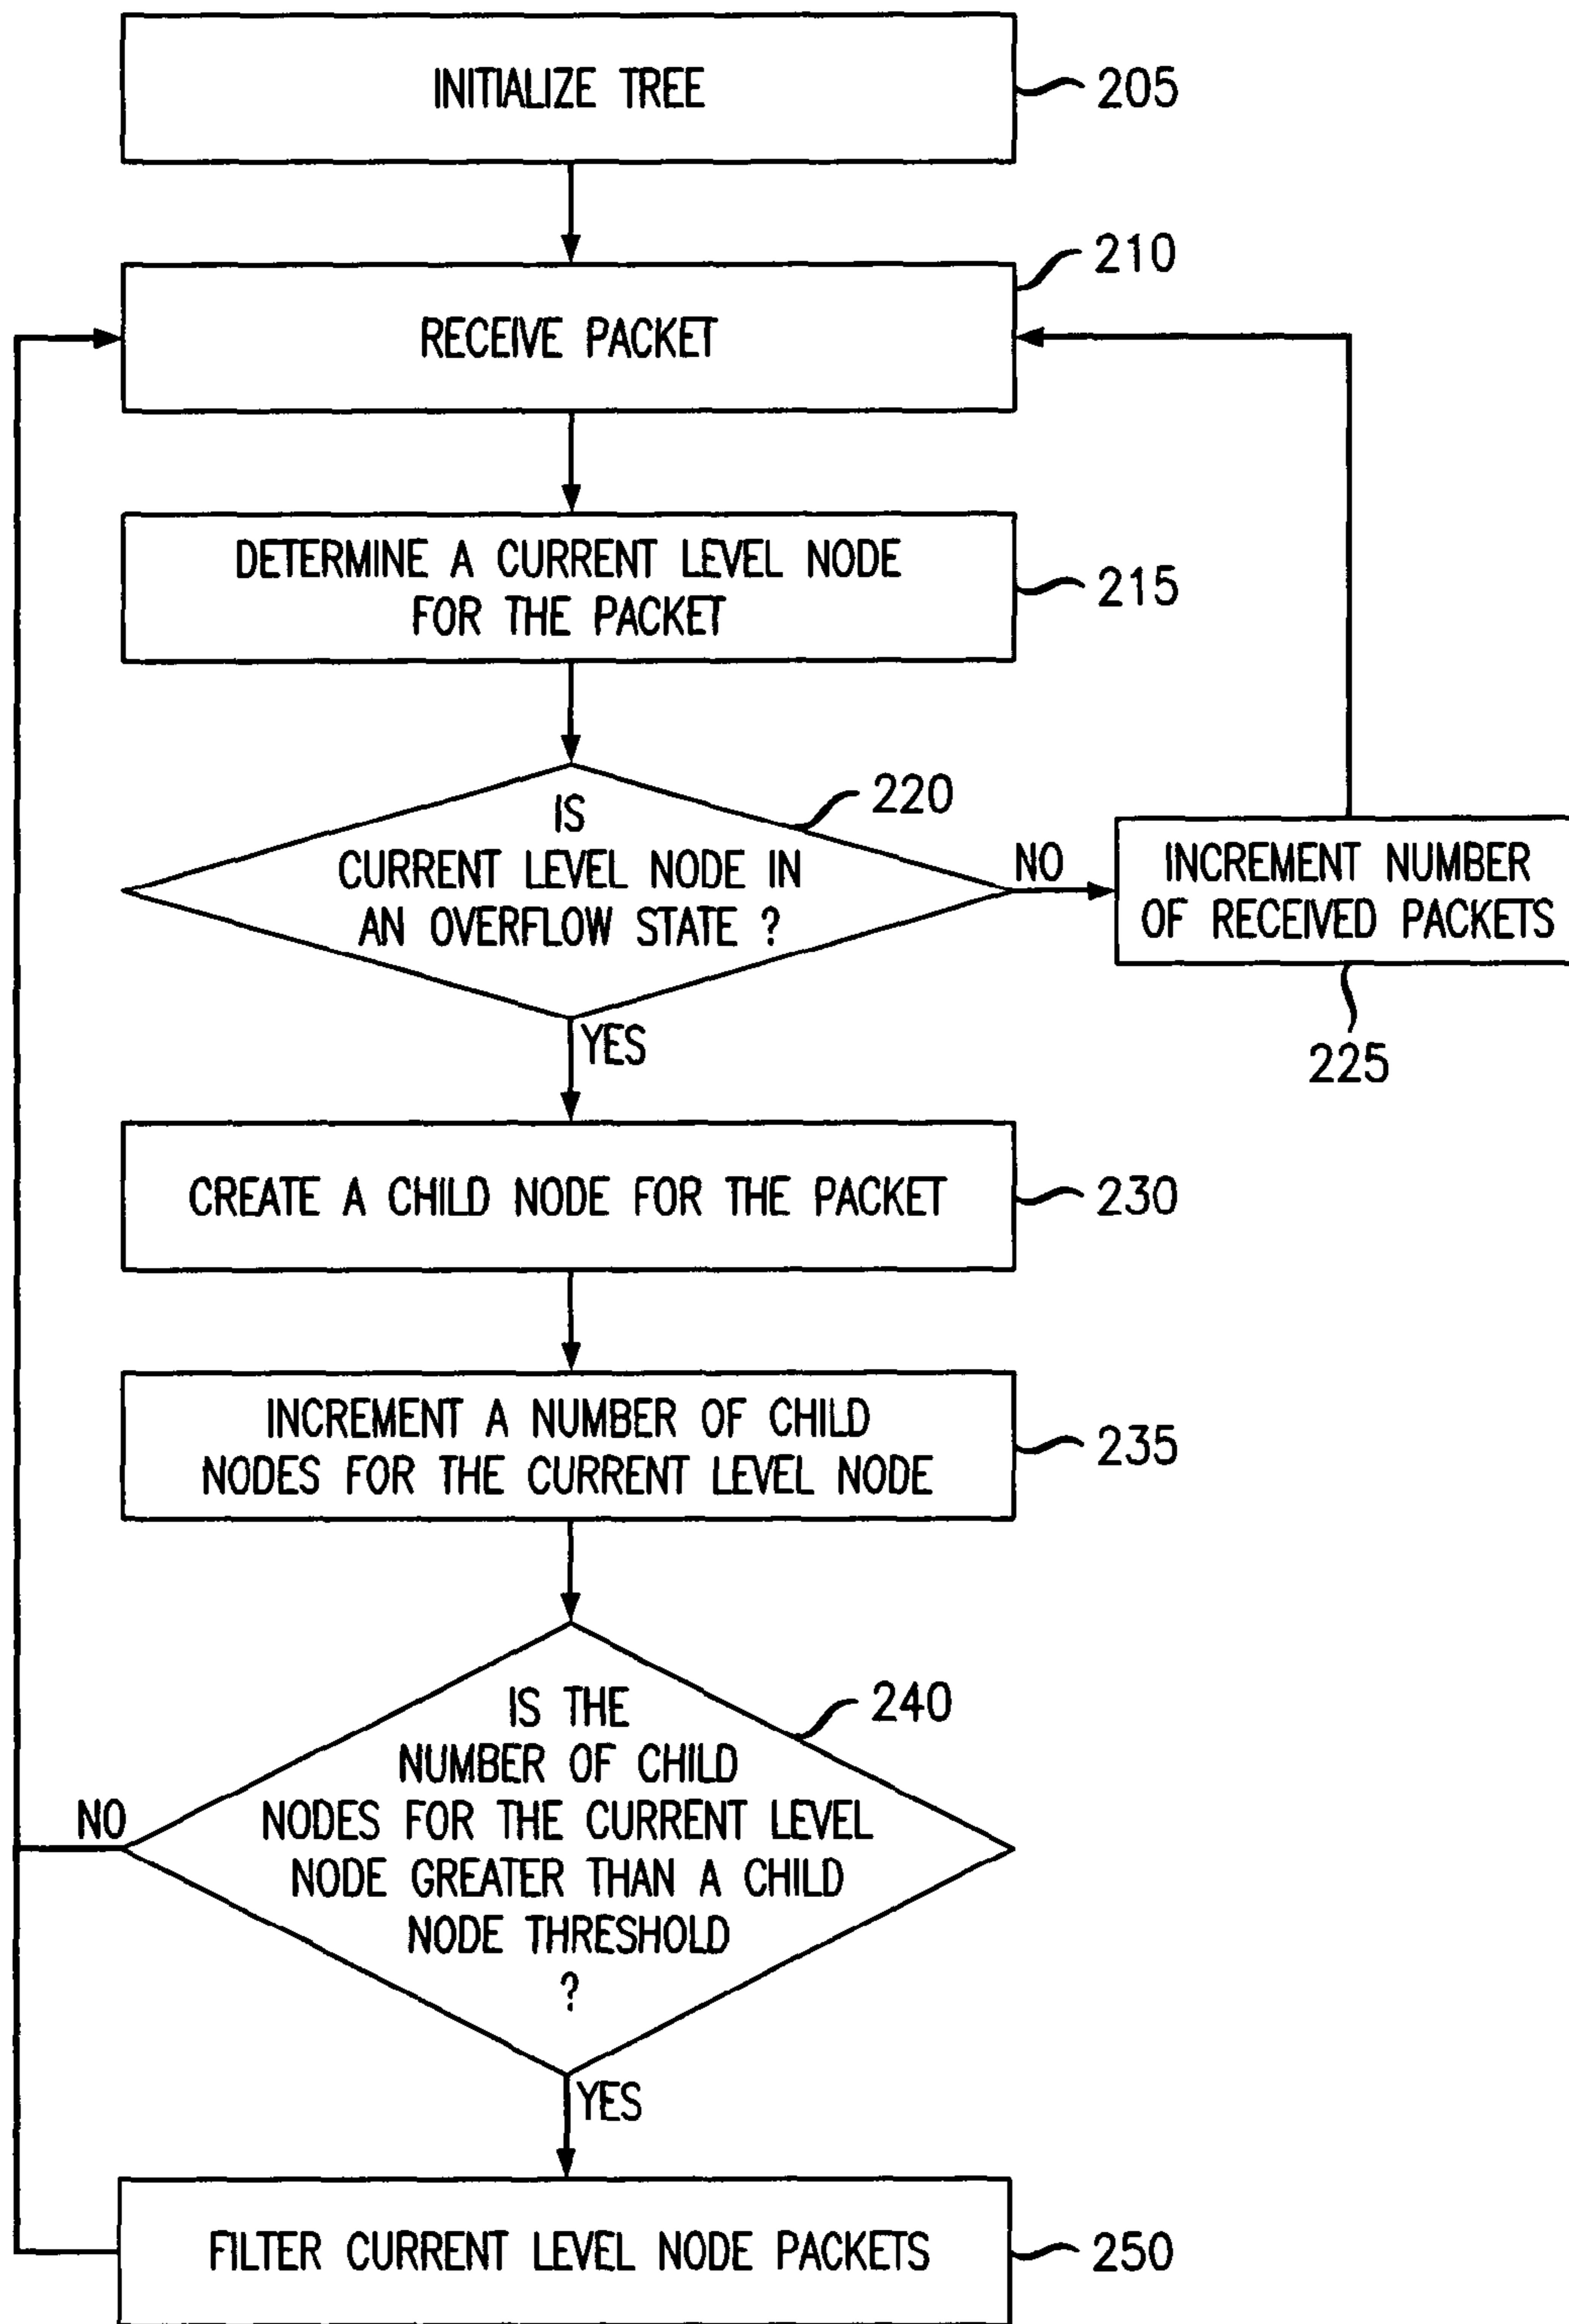 INITIALIZE TREE
205
RECEIVE PACKET
210
DETERMINE A CURRENT LEVEL NODE
FOR THE PACKET
215
IS
CURRENT LEVEL NODE IN
AN OVERFLOW STATE ?
220
NO
INCREMENT NUMBER
OF RECEIVED PACKETS
225
YES
CREATE A CHILD NODE FOR THE PACKET
230
INCREMENT A NUMBER OF CHILD
NODES FOR THE CURRENT LEVEL NODE
235
IS THE
NUMBER OF CHILD
NODES FOR THE CURRENT LEVEL
NODE GREATER THAN A CHILD
NODE THRESHOLD
?
240
NO
YES
FILTER CURRENT LEVEL NODE PACKETS
250